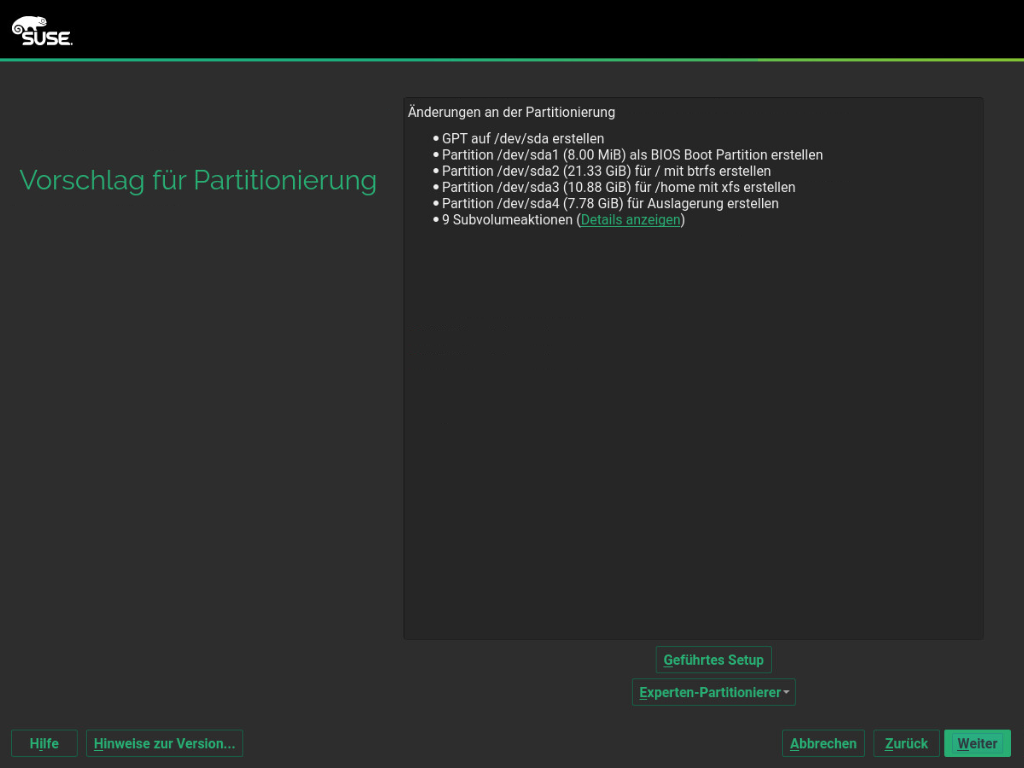 SUSE.
Vorschlag für Partitionierung
Änderungen an der Partitionierung
• GPT auf /dev/sda erstellen
• Partition /dev/sda1 (8.00 MiB) als BIOS Boot Partition erstellen
• Partition /dev/sda2 (21.33 GiB) für / mit btrfs erstellen
• Partition /dev/sda3 (10.88 GiB) für /home mit xfs erstellen
• Partition /dev/sda4 (7.78 GiB) für Auslagerung erstellen
• 9 Subvolumeaktionen (Details anzeigen)
Geführtes Setup
Experten-Partitionierer
Hilfe
Hinweise zur Version...
Abbrechen
Zurück
Weiter